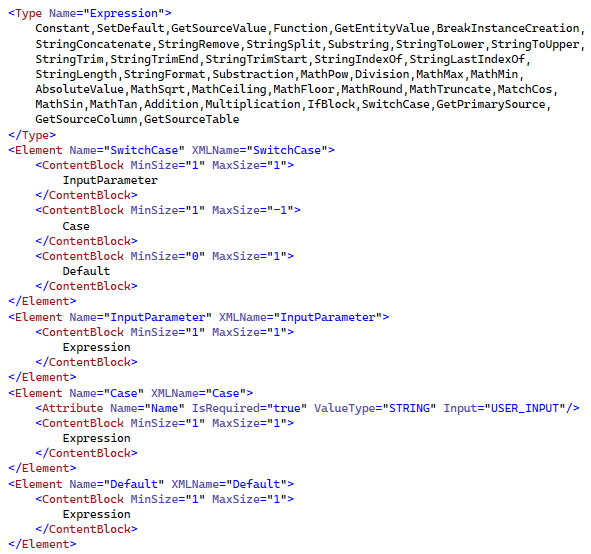 <Type Name="Expression">
    Constant,SetDefault,GetSourceValue,Function,GetEntityValue,BreakInstanceCreation,
    StringConcatenate,StringRemove,StringSplit,Substring,StringToLower,StringToUpper,
    StringTrim,StringTrimEnd,StringTrimStart,StringIndexOf,StringLastIndexOf,
    StringLength,StringFormat,Substraction,MathPow,Division,MathMax,MathMin,
    AbsoluteValue,MathSqrt,MathCeiling,MathFloor,MathRound,MathTruncate,MatchCos,
    MathSin,MathTan,Addition,Multiplication,IfBlock,SwitchCase,GetPrimarySource,
    GetSourceColumn,GetSourceTable
</Type>
<Element Name="SwitchCase" XMLName="SwitchCase">
    <ContentBlock MinSize="1" MaxSize="1">
        InputParameter
    </ContentBlock>
    <ContentBlock MinSize="1" MaxSize="-1">
        Case
    </ContentBlock>
    <ContentBlock MinSize="0" MaxSize="1">
        Default
    </ContentBlock>
</Element>
<Element Name="InputParameter" XMLName="InputParameter">
    <ContentBlock MinSize="1" MaxSize="1">
        Expression
    </ContentBlock>
</Element>
<Element Name="Case" XMLName="Case">
    <Attribute Name="Name" IsRequired="true" ValueType="STRING" Input="USER_INPUT"/>
    <ContentBlock MinSize="1" MaxSize="1">
        Expression
    </ContentBlock>
</Element>
<Element Name="Default" XMLName="Default">
    <ContentBlock MinSize="1" MaxSize="1">
        Expression
    </ContentBlock>
</Element>